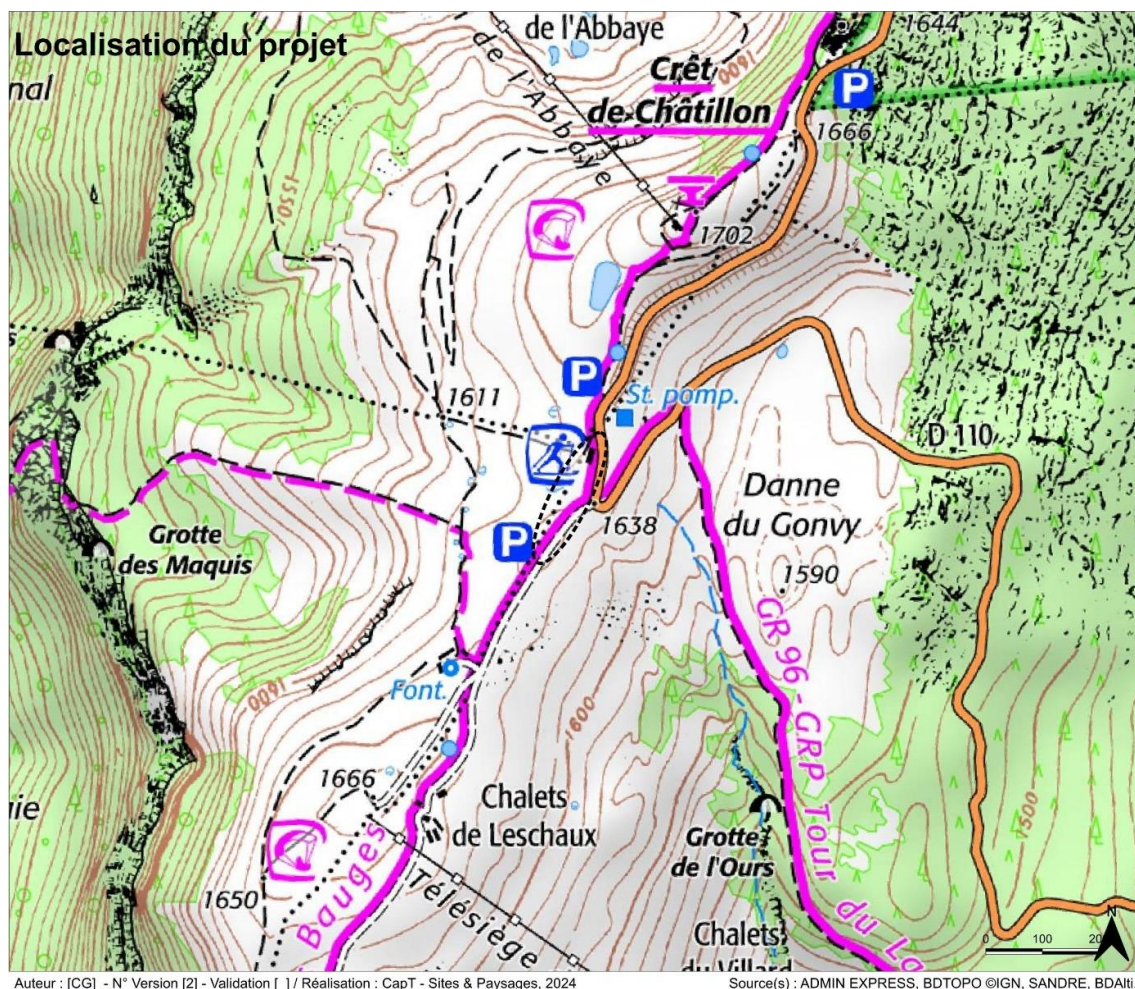 Localisation du projet
de l'Abbaye
1644
nal
Crêt
de Châtillon
P
de l'Abbaye
1600
1666
1550
1702
P
St. pomp.
1611
D 110
Danne
du Gonvy
P
1638
Grotte
des Maquis
1590
GR 96 - GRP Tour
du La
Font.
1600
1600
1666
Chalets
de Leschaux
1500
Grotte
de l'Ours
1650
Bauges
Télésiège
Chalets
du Villard
N
0 100 20
Auteur : [CG] - N° Version [2] - Validation [ ] / Réalisation : CapT - Sites & Paysages, 2024
Source(s) : ADMIN EXPRESS, BDTOPO ©IGN, SANDRE, BDAlti